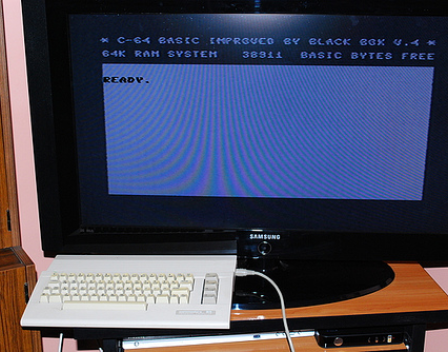 * C-64 BASIC IMPROVED BY BLACK BOX V.4 *
64K RAM SYSTEM 38911 BASIC BYTES FREE
READY.
SAMSUNG